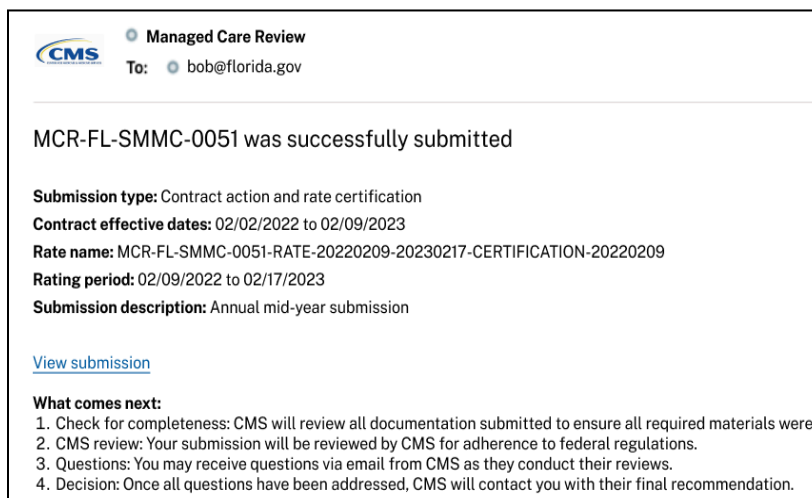 CMS
Managed Care Review
To: bob@florida.gov
MCR-FL-SMMC-0051 was successfully submitted
Submission type: Contract action and rate certification
Contract effective dates: 02/02/2022 to 02/09/2023
Rate name: MCR-FL-SMMC-0051-RATE-20220209-20230217-CERTIFICATION-20220209
Rating period: 02/09/2022 to 02/17/2023
Submission description: Annual mid-year submission
View submission
What comes next:
1. Check for completeness: CMS will review all documentation submitted to ensure all required materials were
2. CMS review: Your submission will be reviewed by CMS for adherence to federal regulations.
3. Questions: You may receive questions via email from CMS as they conduct their reviews.
4. Decision: Once all questions have been addressed, CMS will contact you with their final recommendation.